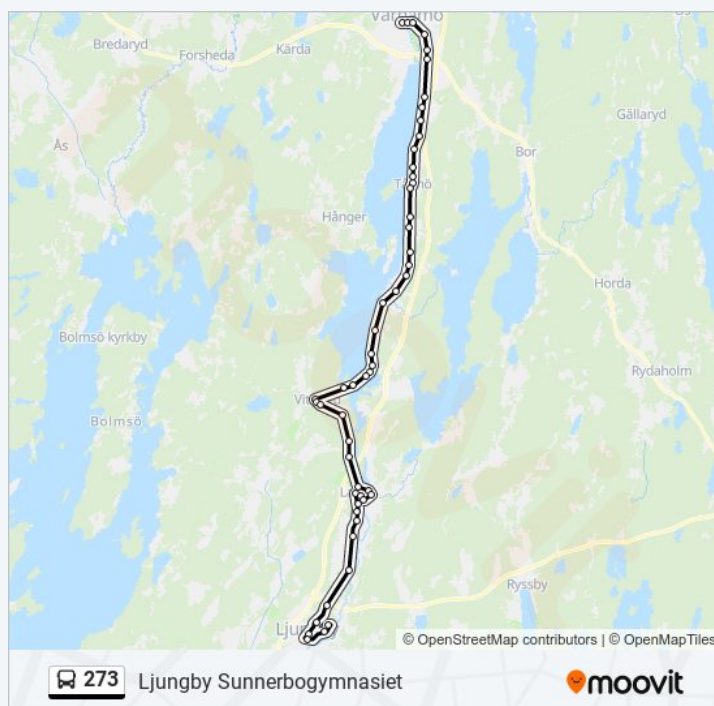 Värnamo
Bredaryd
Forsheda
Kärda
Gällaryd
Ås
Bor
Hånger
Horda
Bolmsö kyrkby
Rydaholm
Bolmsö
Ryssby
© OpenStreetMap contributors | © OpenMapTiles
273 Ljungby Sunnerbogymnasiet
moovit